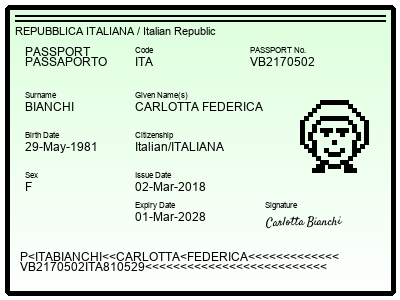 REPUBBLICA ITALIANA / Italian Republic
PASSPORT Code PASSPORT No.
PASSAPORTO ITA VB2170502
Surname Given Name(s)
BIANCHI CARLOTTA FEDERICA
Birth Date Citizenship
29-May-1981 Italian/ITALIANA
Sex Issue Date
F 02-Mar-2018
Expiry Date Signature
01-Mar-2028 Carlotta Bianchi
P<ITABIANCHI<<CARLOTTA<FEDERICA<<<<<<<<<<<<<
VB2170502ITA810529<<<<<<<<<<<<<<<<<<<<<<<<<<